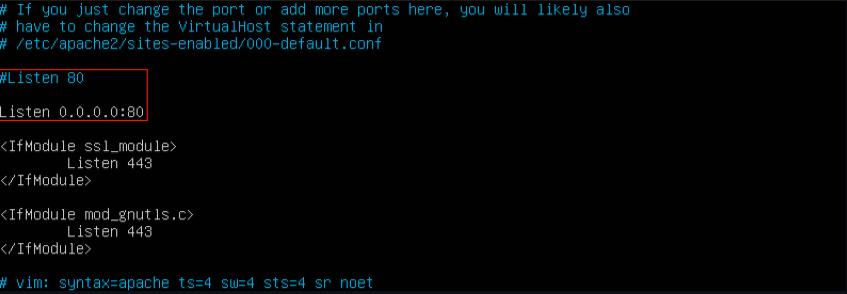 # If you just change the port or add more ports here, you will likely also
# have to change the VirtualHost statement in
# /etc/apache2/sites-enabled/000-default.conf
#Listen 80
Listen 0.0.0.0:80
<IfModule ssl_module>
Listen 443
</IfModule>
<IfModule mod_gnutls.c>
Listen 443
</IfModule>
# vim: syntax=apache ts=4 sw=4 sts=4 sr noet